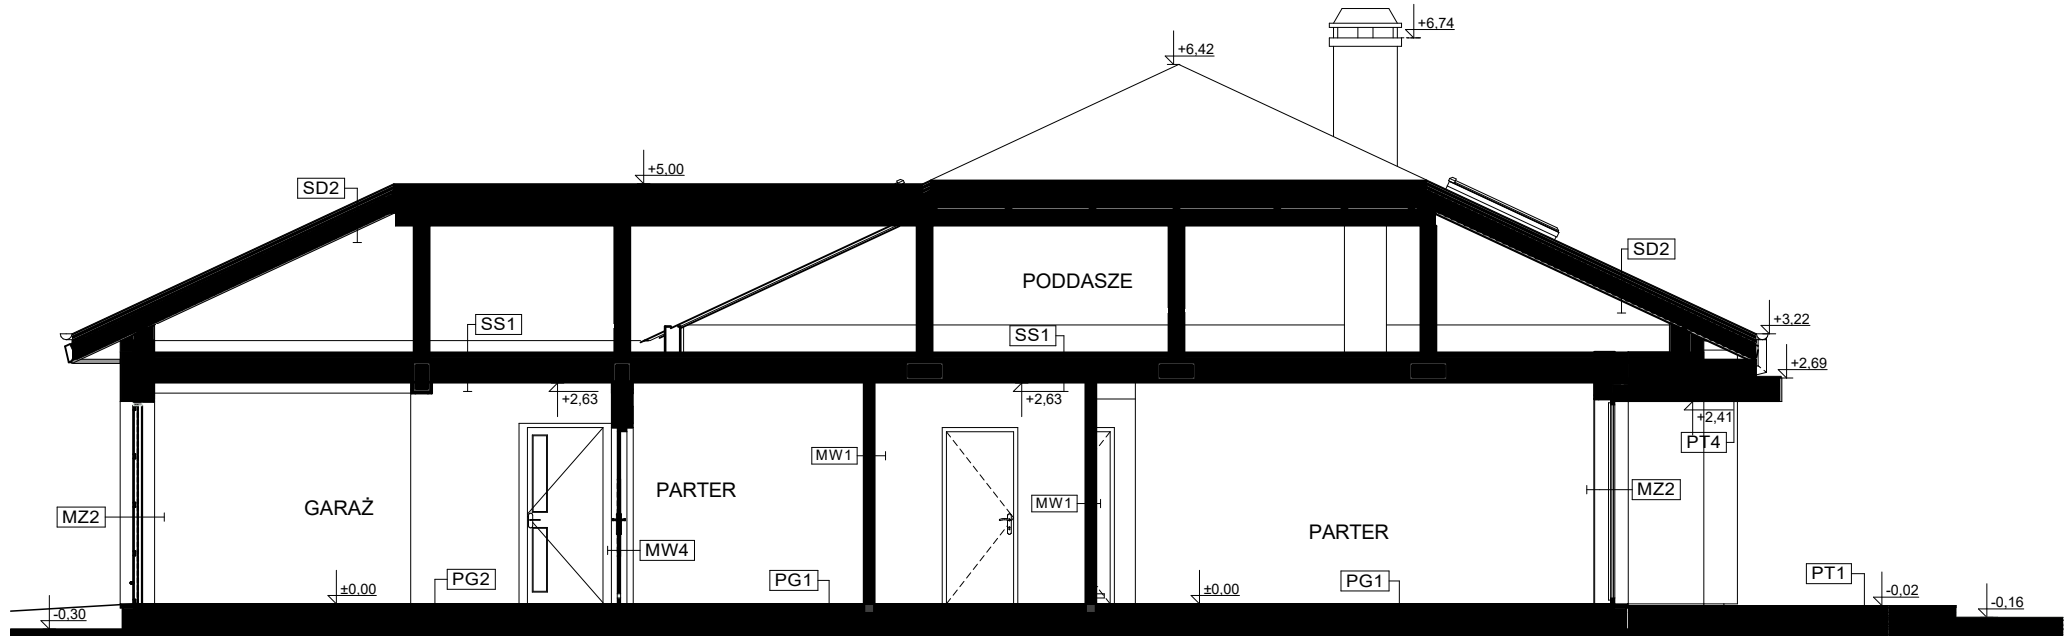 +6,74
+6,42
+5,00
SD2
SD2
PODDASZE
SS1
SS1
+3,22
+2,69
+2,63
+2,63
+2,41
PT4
MW1
MW1
GARAŻ
PARTER
PARTER
MZ2
MZ2
MW4
PG2
PG1
PG1
PT1
±0,00
±0,00
-0,30
-0,02
-0,16